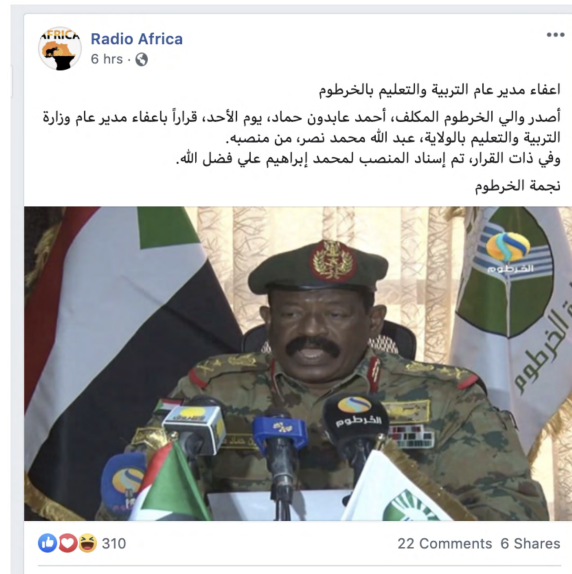 AFRICA
Radio Africa
6 hrs
اعفاء مدير عام التربية والتعليم بالخرطوم
أصدر والي الخرطوم المكلف، أحمد عابدون حماد، يوم الأحد، قراراً باعفاء مدير عام وزارة
التربية والتعليم بالولاية، عبد الله محمد نصر، من منصبه.
وفي ذات القرار، تم إسناد المنصب لمحمد إبراهيم علي فضل الله.
نجمة الخرطوم
الخرطوم
الخرطوم
الخرطوم
310
22 Comments 6 Shares